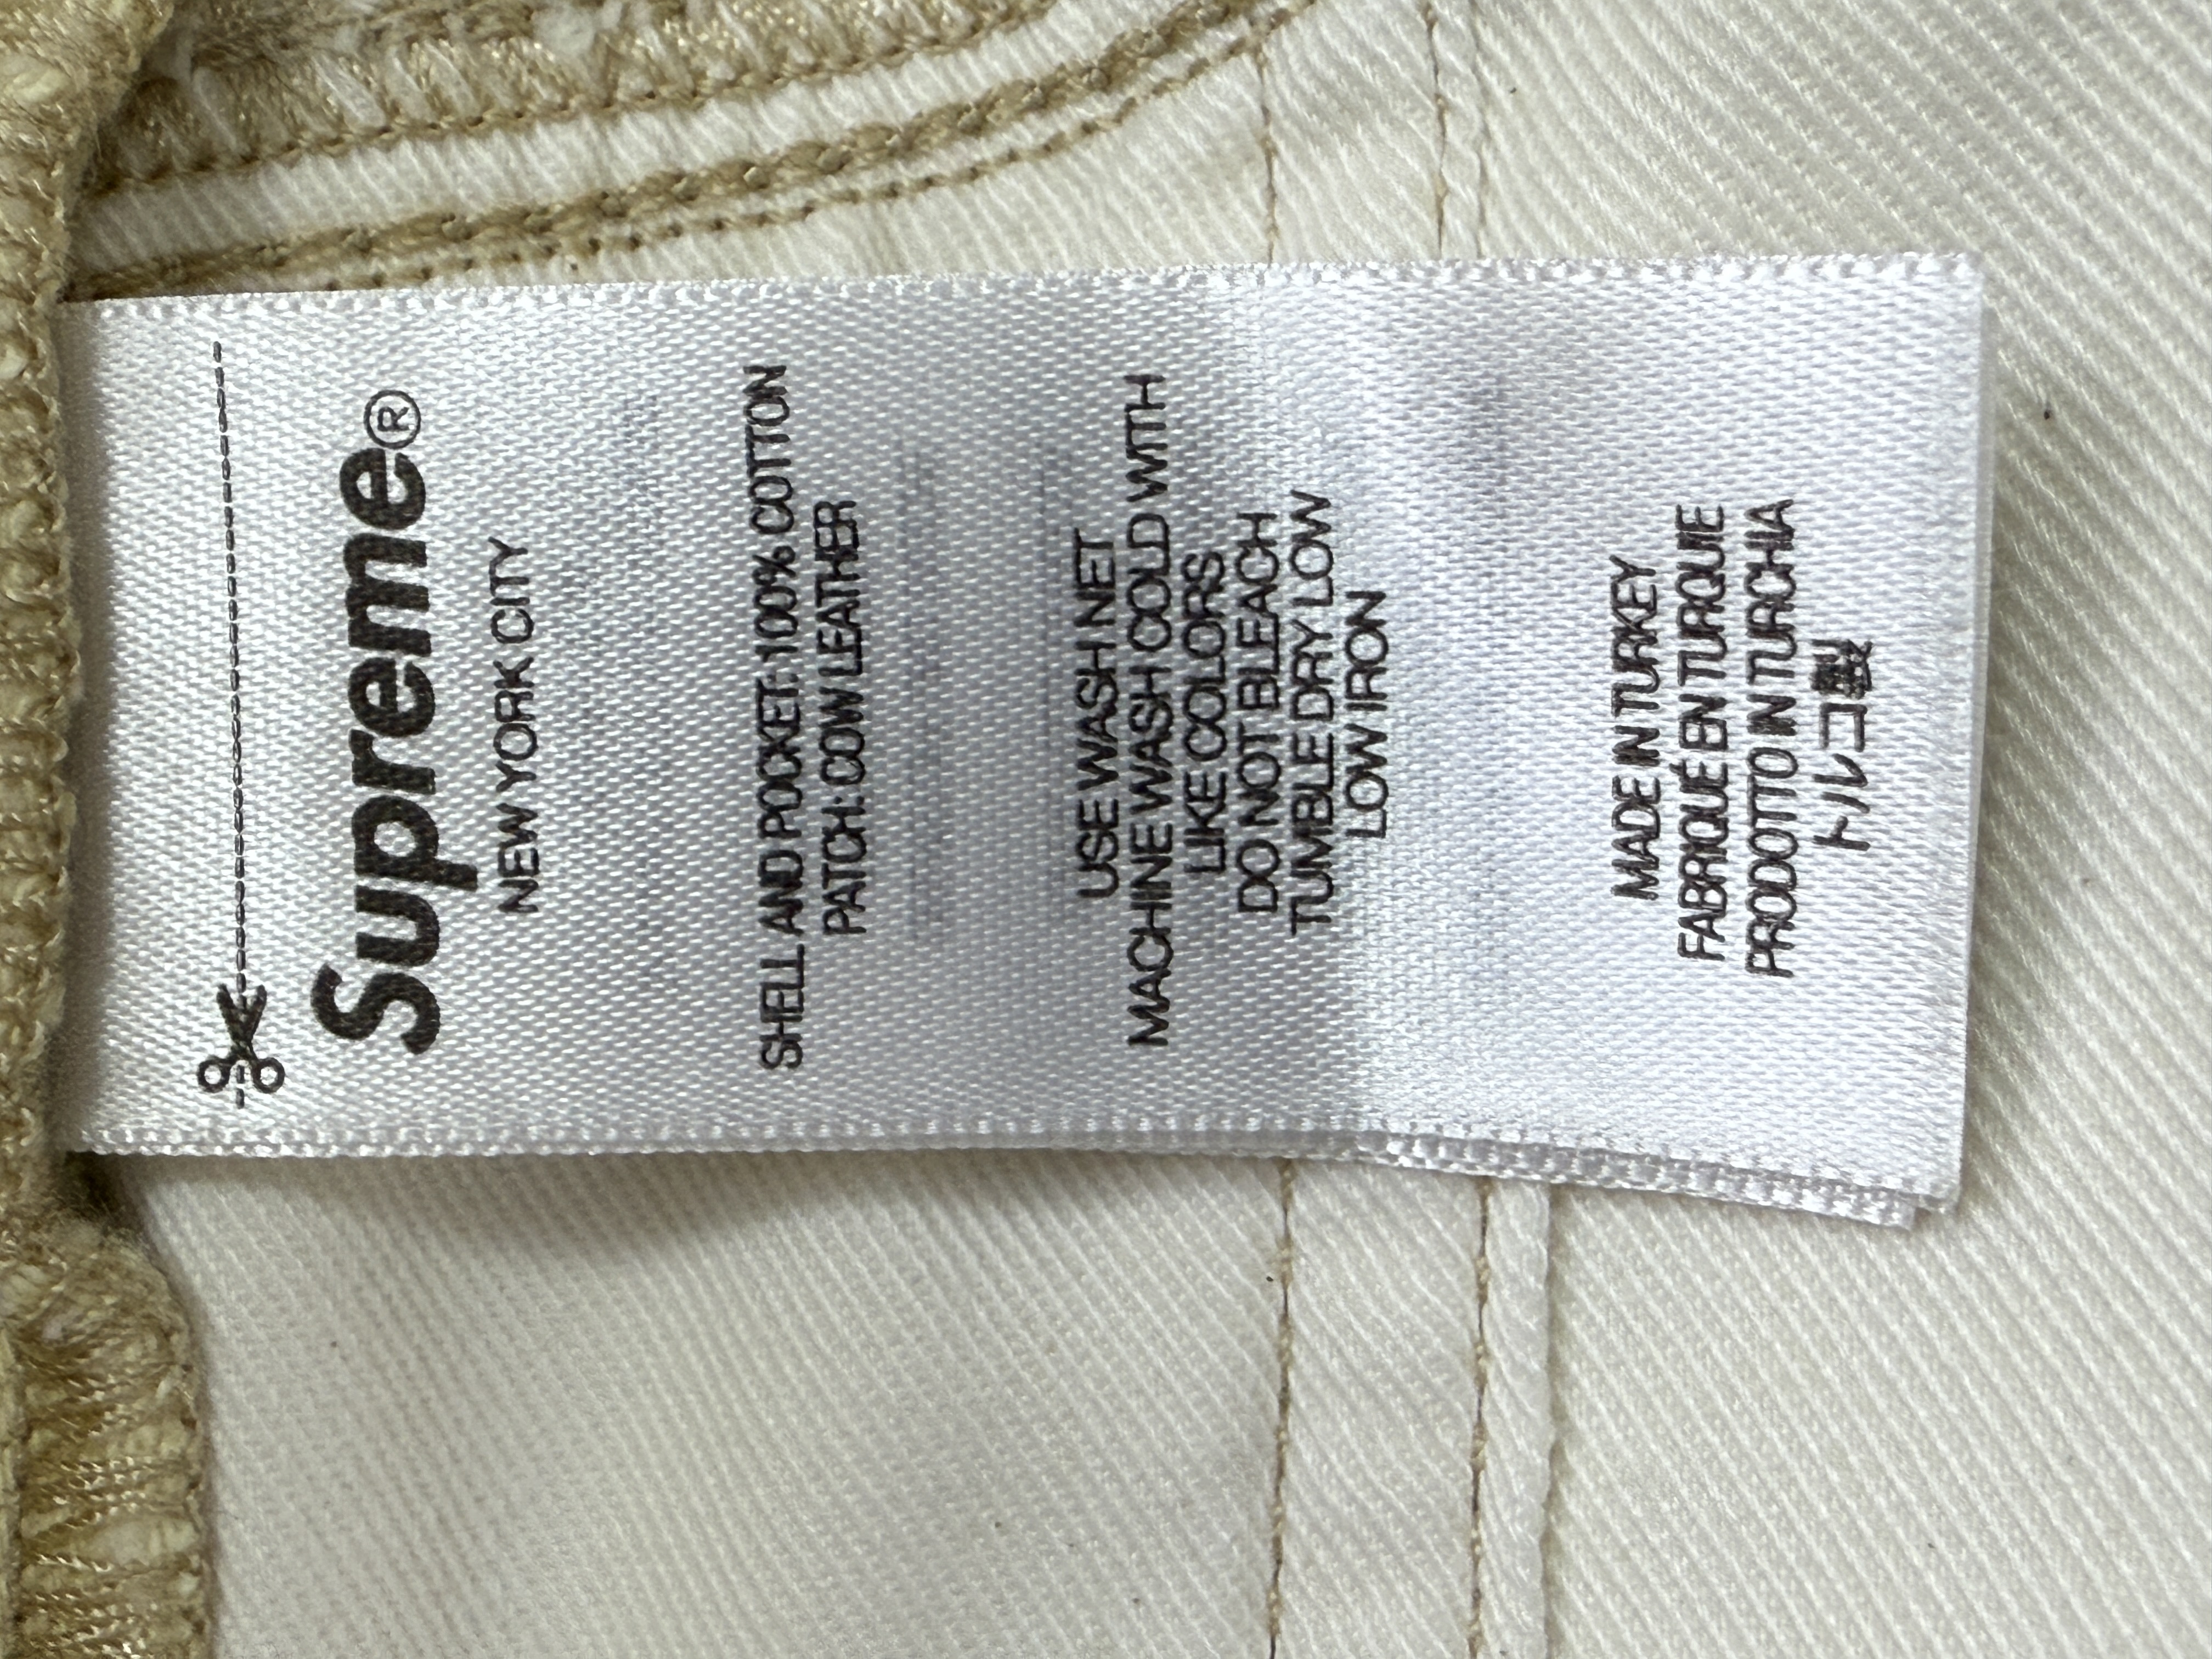 Supreme®
NEW YORK CITY
SHELL AND POCKET: 100% COTTON
PATCH: COW LEATHER
USE WASH NET
MACHINE WASH COLD WITH
LIKE COLORS
DO NOT BLEACH
TUMBLE DRY LOW
LOW IRON
MADE IN TURKEY
FABRIQUÉ EN TURQUIE
PRODOTTO IN TURCHIA
トルコ製